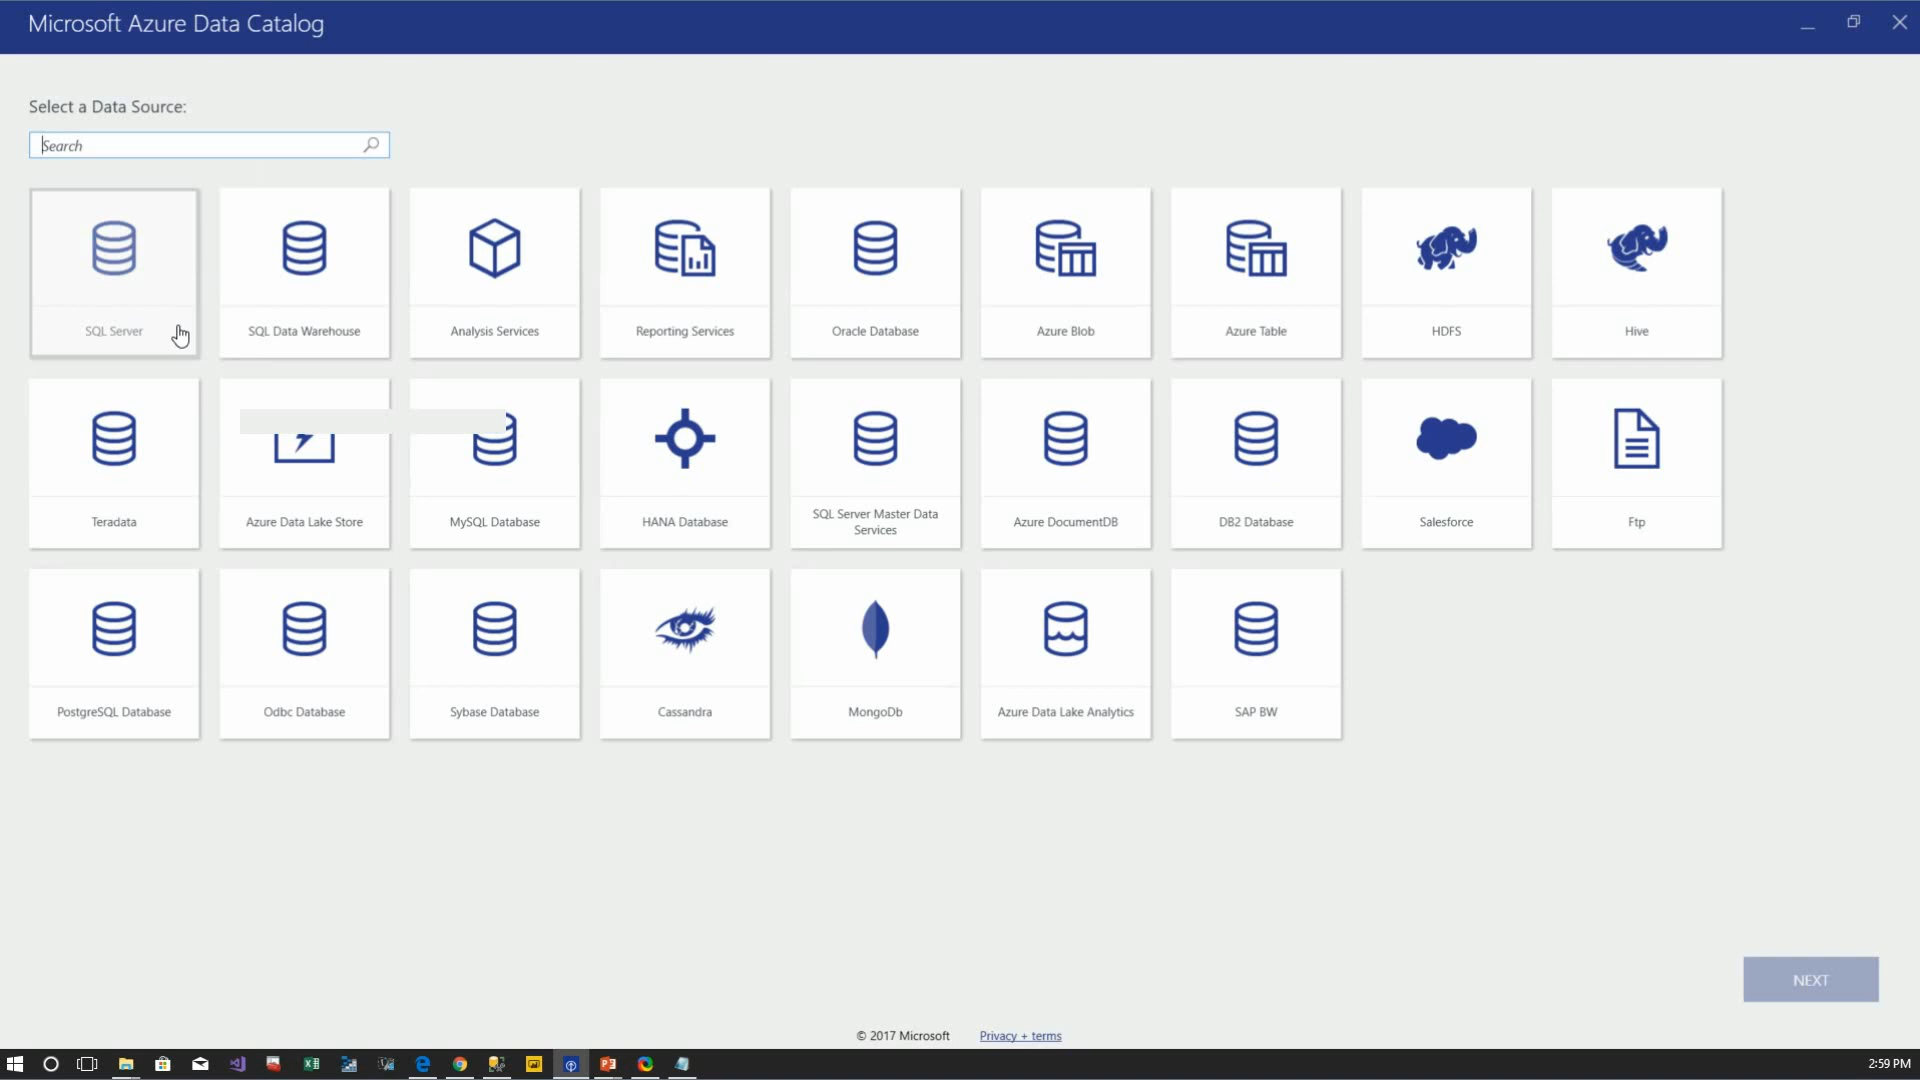 Microsoft Azure Data Catalog
Select a Data Source:
Search
SQL Server
SQL Data Warehouse
Analysis Services
Reporting Services
Oracle Database
Azure Blob
Azure Table
HDFS
Hive
Teradata
Azure Data Lake Store
MySQL Database
HANA Database
SQL Server Master Data
Services
Azure DocumentDB
DB2 Database
Salesforce
Ftp
PostgreSQL Database
Odbc Database
Sybase Database
Cassandra
MongoDb
Azure Data Lake Analytics
SAP BW
NEXT
© 2017 Microsoft
Privacy + terms
2:59 PM